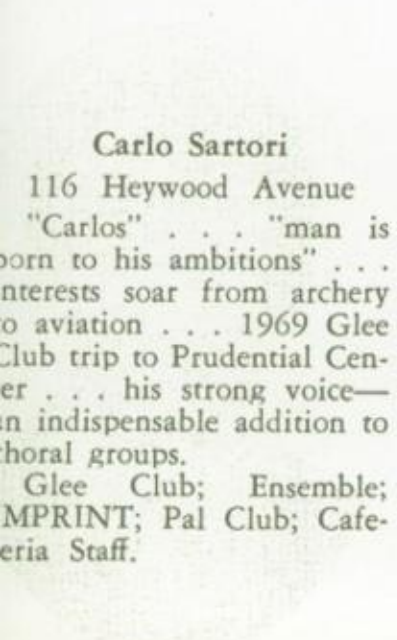 Carlo Sartori
116 Heywood Avenue
"Carlos" . . . "man is
orn to his ambitions" . . .
nterests soar from archery
o aviation . . . 1969 Glee
Club trip to Prudential Cen-
er . . . his strong voice—
n indispensable addition to
horal groups.
Glee Club; Ensemble;
MPRINT; Pal Club; Cafe-
eria Staff.